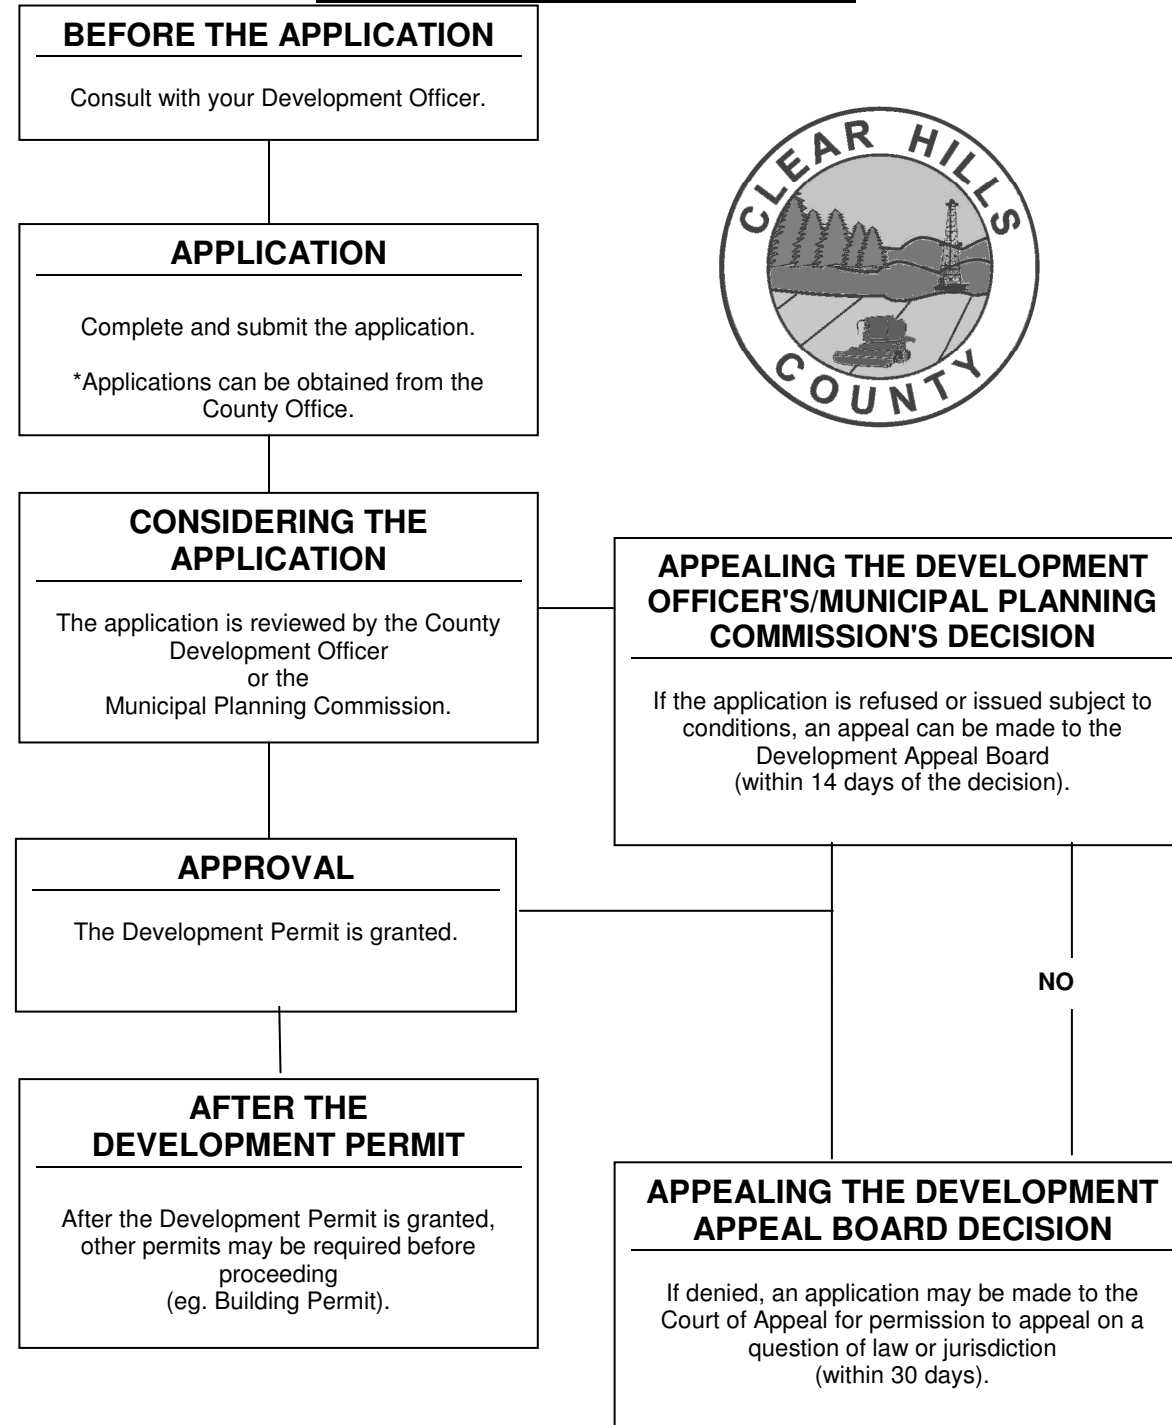 BEFORE THE APPLICATION
Consult with your Development Officer.
CLEAR HILLS
COUNTY
APPLICATION
Complete and submit the application.
*Applications can be obtained from the
County Office.
CONSIDERING THE
APPLICATION
The application is reviewed by the County
Development Officer
or the
Municipal Planning Commission.
APPEALING THE DEVELOPMENT
OFFICER'S/MUNICIPAL PLANNING
COMMISSION'S DECISION
If the application is refused or issued subject to
conditions, an appeal can be made to the
Development Appeal Board
(within 14 days of the decision).
APPROVAL
The Development Permit is granted.
NO
AFTER THE
DEVELOPMENT PERMIT
After the Development Permit is granted,
other permits may be required before
proceeding
(eg. Building Permit).
APPEALING THE DEVELOPMENT
APPEAL BOARD DECISION
If denied, an application may be made to the
Court of Appeal for permission to appeal on a
question of law or jurisdiction
(within 30 days).